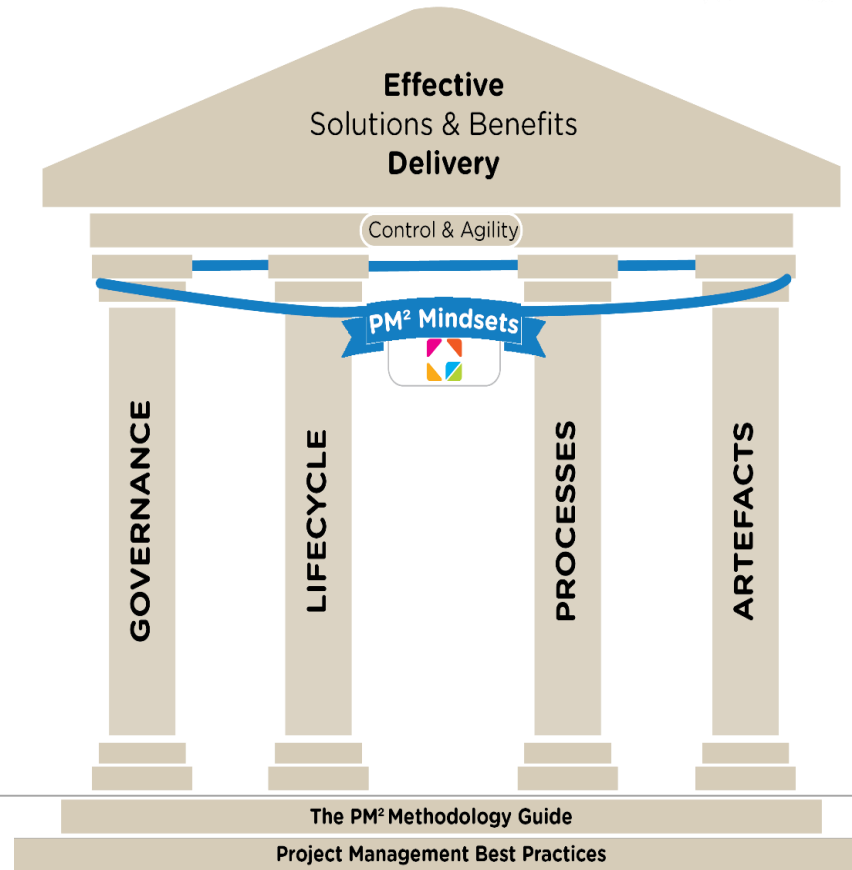 Effective
Solutions & Benefits
Delivery
Control & Agility
PM² Mindsets
GOVERNANCE
LIFECYCLE
PROCESSES
ARTEFACTS
The PM² Methodology Guide
Project Management Best Practices